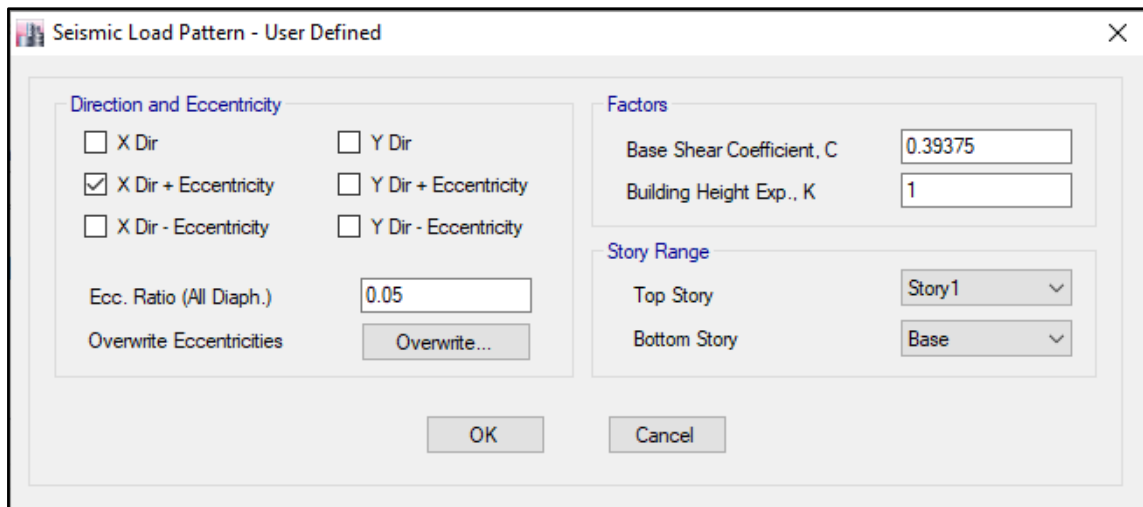 Seismic Load Pattern - User Defined
Direction and Eccentricity
X Dir
Y Dir
X Dir + Eccentricity
Y Dir + Eccentricity
X Dir - Eccentricity
Y Dir - Eccentricity
Ecc. Ratio (All Diaph.)
0.05
Overwrite Eccentricities
Overwrite...
Factors
Base Shear Coefficient, C
0.39375
Building Height Exp., K
1
Story Range
Top Story
Story1
Bottom Story
Base
OK
Cancel